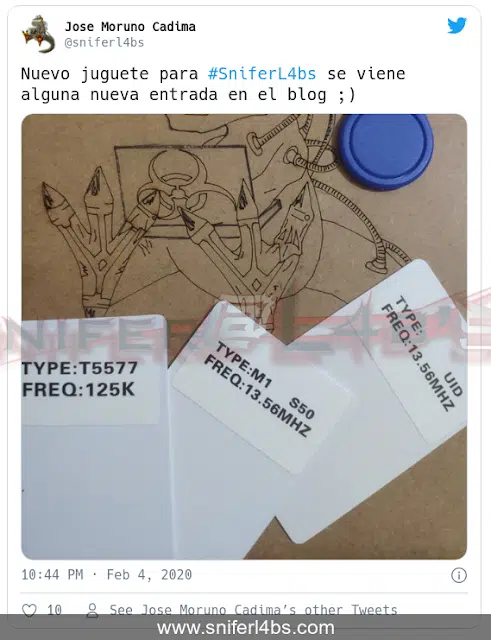 Jose Moruno Cadima
@sniferl4bs
Nuevo juguete para #SniferL4bs se viene
alguna nueva entrada en el blog ;)
SNIFER L4B'S
TYPE:T5577
FREQ:125K
TYPE:M1 S50
FREQ:13.56MHZ
TYPE: UID
FREQ:13.56MHZ
10:44 PM · Feb 4, 2020
10 See Jose Moruno Cadima's other Tweets
www.sniferl4bs.com